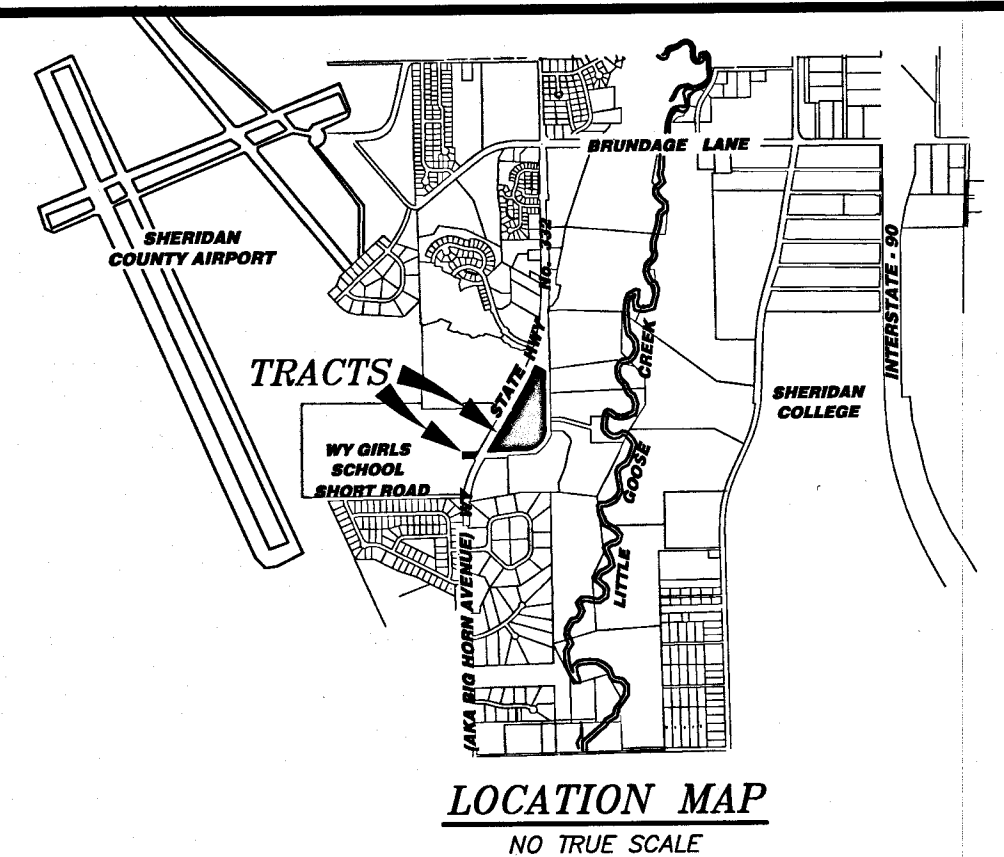 BRUNDAGE LANE
SHERIDAN
COUNTY AIRPORT
INTERSTATE - 90
WY STATE HWY No. 332
(AKA BIG HORN AVENUE)
TRACTS
LITTLE GOOSE CREEK
SHERIDAN
COLLEGE
WY GIRLS
SCHOOL
SHORT ROAD
LOCATION MAP
NO TRUE SCALE